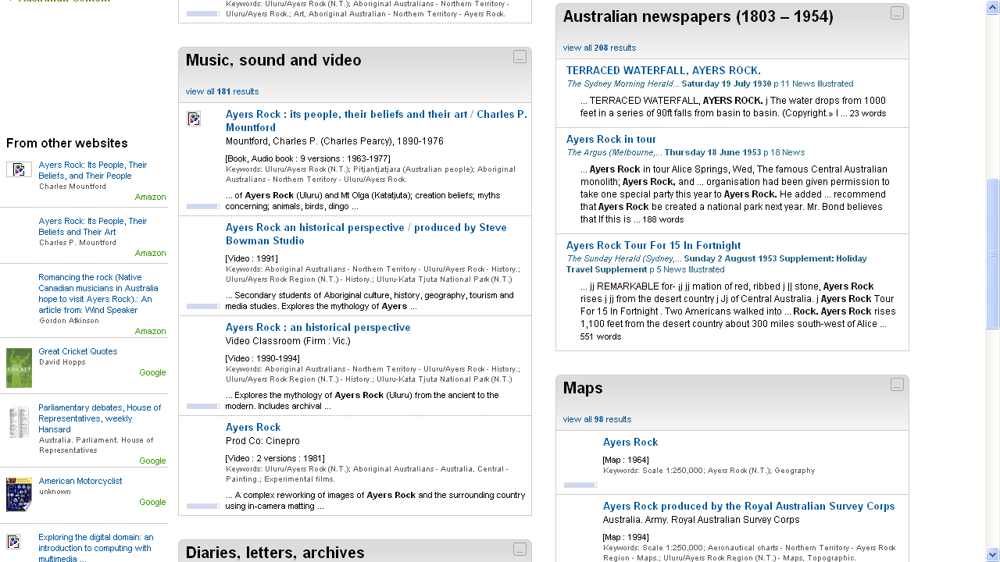 Keywords: Uluru/Ayers Rock (N.T.); Aboriginal Australians - Northern Territory -
Uluru/Ayers Rock.; Art, Aboriginal Australian - Northern Territory - Ayers Rock.
From other websites
Ayers Rock: Its People, Their
Beliefs, and Their People
Charles Mountford
Amazon
Ayers Rock: Its People, Their
Beliefs and Their Art
Charles P. Mountford
Amazon
Romancing the rock (Native
Canadian musicians in Australia
hope to visit Ayers Rock).: An
article from: Wind Speaker
Gordon Atkinson
Amazon
Great Cricket Quotes
David Hopps
Google
Parliamentary debates, House of
Representatives, weekly
Hansard
Australia. Parliament. House of
Representatives
Google
American Motorcyclist
unknown
Google
Exploring the digital domain: an
introduction to computing with
multimedia ...
Music, sound and video
view all 181 results
Ayers Rock : its people, their beliefs and their art / Charles P.
Mountford
Mountford, Charles P. (Charles Pearcy), 1890-1976
[Book, Audio book : 9 versions : 1963-1977]
Keywords: Uluru/Ayers Rock (N.T.); Pitjantjatjara (Australian people); Aboriginal
Australians - Northern Territory - Uluru/Ayers Rock.
... of Ayers Rock (Uluru) and Mt Olga (Katatjuta); creation beliefs; myths
concerning; animals, birds, dingo ...
Ayers Rock an historical perspective / produced by Steve
Bowman Studio
[Video : 1991]
Keywords: Aboriginal Australians - Northern Territory - Uluru/Ayers Rock - History.;
Uluru/Ayers Rock Region (N.T.) - History.; Uluru-Kata Tjuta National Park (N.T.)
... Secondary students of Aboriginal culture, history, geography, tourism and
media studies. Explores the mythology of Ayers ...
Ayers Rock : an historical perspective
Video Classroom (Firm : Vic.)
[Video : 1990-1994]
Keywords: Aboriginal Australians - Northern Territory - Uluru/Ayers Rock - History.;
Uluru/Ayers Rock Region (N.T.) - History.; Uluru-Kata Tjuta National Park (N.T.)
... Explores the mythology of Ayers Rock (Uluru) from the ancient to the
modern. Includes archival ...
Ayers Rock
Prod Co: Cinepro
[Video : 2 versions : 1981]
Keywords: Uluru/Ayers Rock (N.T.); Aboriginal Australians - Australia, Central -
Painting.; Experimental films.
... A complex reworking of images of Ayers Rock and the surrounding country
using in-camera matting ...
Diaries, letters, archives
Australian newspapers (1803 – 1954)
view all 208 results
TERRACED WATERFALL, AYERS ROCK.
The Sydney Morning Herald... Saturday 19 July 1930 p 11 News Illustrated
... TERRACED WATERFALL, AYERS ROCK. j The water drops from 1000
feet in a series of 90ft falls from basin to basin. (Copyright.» I ... 23 words
Ayers Rock in tour
The Argus (Melbourne,... Thursday 18 June 1953 p 18 News
... Ayers Rock in tour Alice Springs, Wed, The famous Central Australian
monolith; Ayers Rock, and ... organisation had been given permission to
take one special party this year to Ayers Rock. He added ... recommend
that Ayers Rock be created a national park next year. Mr. Bond believes
that If this is ... 188 words
Ayers Rock Tour For 15 In Fortnight
The Sunday Herald (Sydney,... Sunday 2 August 1953 Supplement: Holiday
Travel Supplement p 5 News Illustrated
... jj REMARKABLE for- jj jj mation of red, ribbed j || stone, Ayers Rock
rises j jj from the desert country j Jj of Cental Australia. j Ayers Rock Tour
For 15 In Fortnight . Two Americans walked into ... Rock. Ayers Rock rises
1,100 feet from the desert country about 300 miles south-west of Alice ...
551 words
Maps
view all 98 results
Ayers Rock
[Map : 1964]
Keywords: Scale 1:250,000; Ayers Rock (N.T.); Geography
Ayers Rock produced by the Royal Australian Survey Corps
Australia. Army. Royal Australian Survey Corps
[Map : 1994]
Keywords: Scale 1:250,000; Aeronautical charts - Northern Territory - Ayers Rock
Region - Maps.; Uluru/Ayers Rock Region (N.T.) - Maps, Topographic.